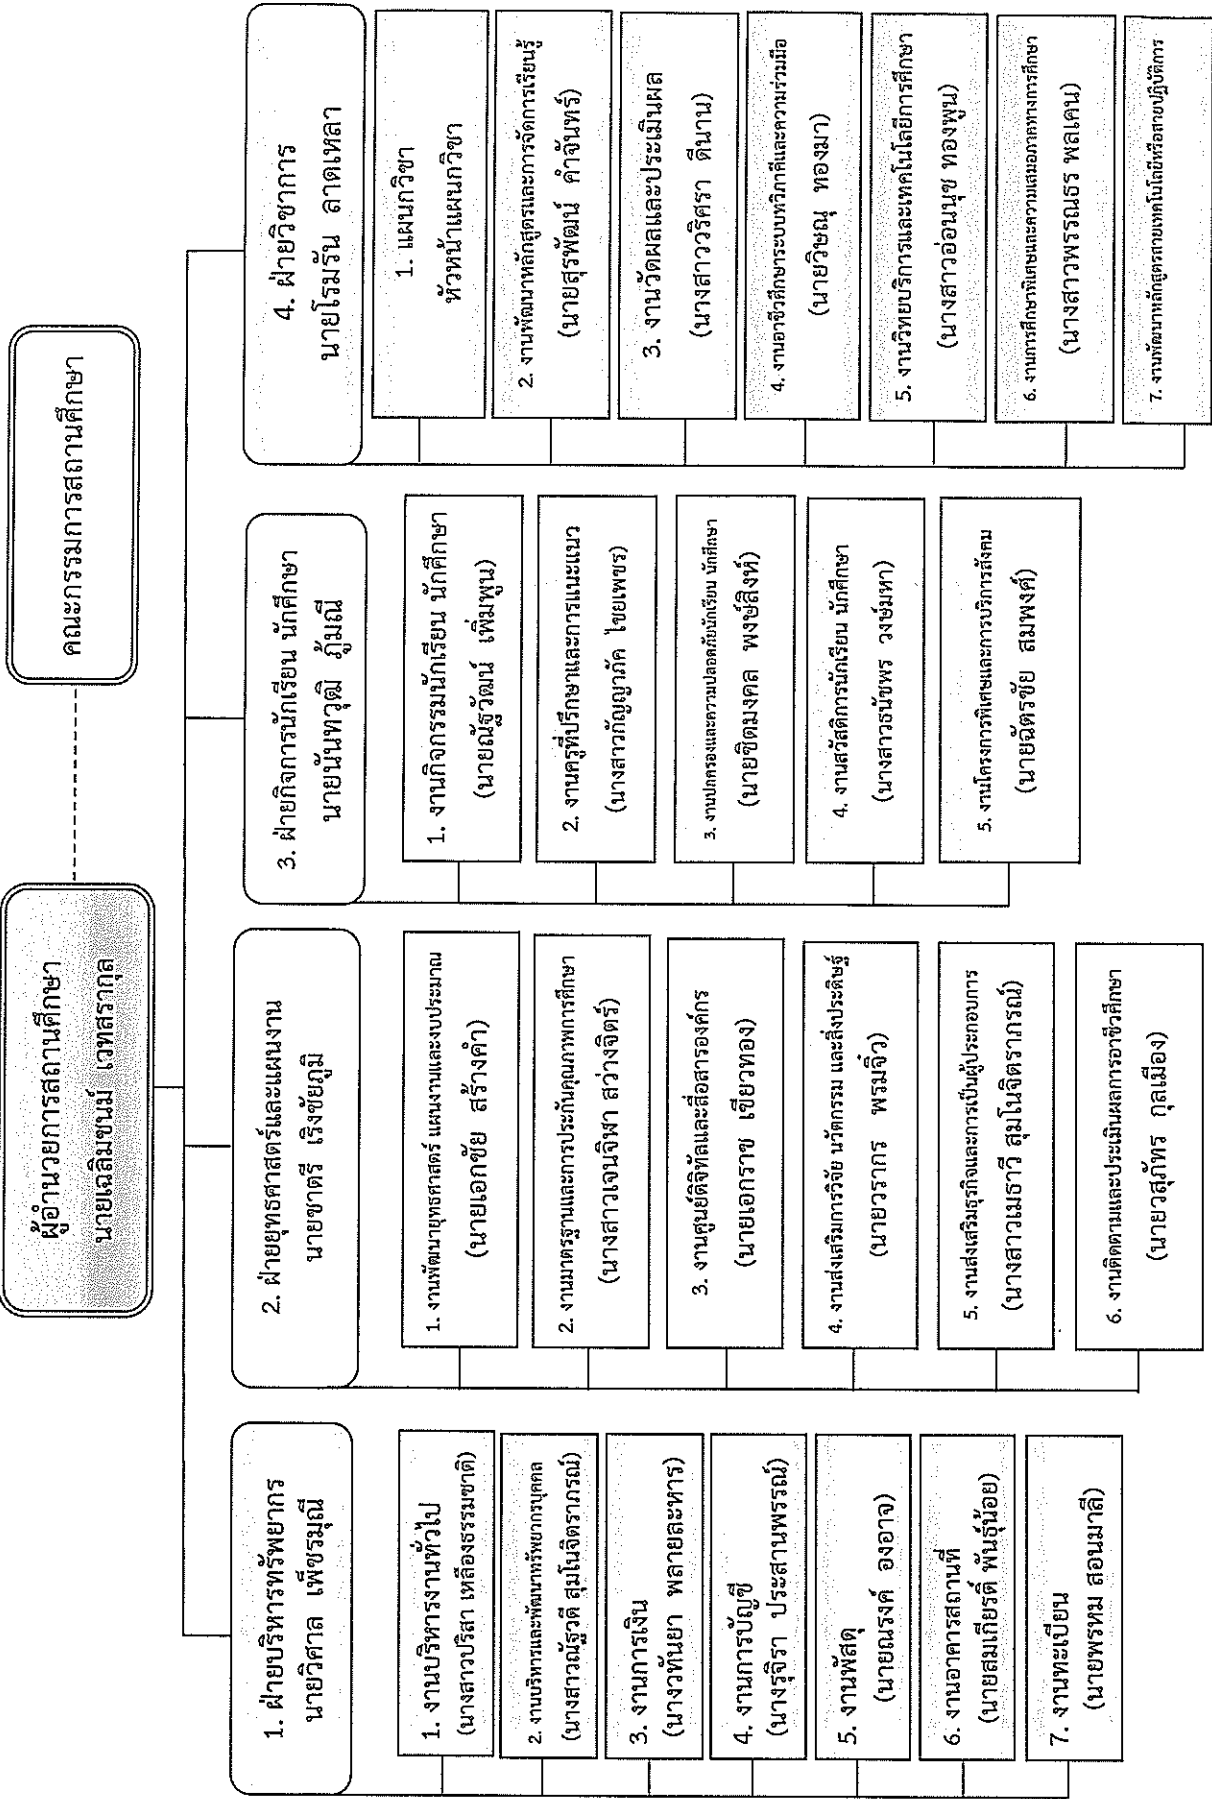 ผู้อำนวยการสถานศึกษา
นายเฉลิมชนม์ เวทสรากุล
คณะกรรมการสถานศึกษา
1. ฝ่ายบริหารทรัพยากร
นายวิศาล เพ็ชรมุณี
1. งานบริหารงานทั่วไป
(นางสาวปริสา เหลืองธรรมชาติ)
2. งานบริหารและพัฒนาทรัพยากรบุคคล
(นางสาวณัฐวดี สุมโนจิตราภรณ์)
3. งานการเงิน
(นางวทันยา พลายละหาร)
4. งานการบัญชี
(นางรุจิรา ประสานพรรณ์)
5. งานพัสดุ
(นายณรงค์ องอาจ)
6. งานอาคารสถานที่
(นายสมเกียรติ์ พันธุ์น้อย)
7. งานทะเบียน
(นายพรหม สอนมาลี)
2. ฝ่ายยุทธศาสตร์และแผนงาน
นายชาตรี เริงชัยภูมิ
1. งานพัฒนายุทธศาสตร์ แผนงานและงบประมาณ
(นายเอกชัย สร้างคำ)
2. งานมาตรฐานและการประกันคุณภาพการศึกษา
(นางสาวเจนจิฬา สว่างจิตร์)
3. งานศูนย์ดิจิทัลและสื่อสารองค์กร
(นายเอกราช เขียวทอง)
4. งานส่งเสริมการวิจัย นวัตกรรม และสิ่งประดิษฐ์
(นายวรากร พรมจิ๋ว)
5. งานส่งเสริมธุรกิจและการเป็นผู้ประกอบการ
(นางสาวเมธาวี สุมโนจิตราภรณ์)
6. งานติดตามและประเมินผลการอาชีวศึกษา
(นายวสุภัทร กุลเมือง)
3. ฝ่ายกิจการนักเรียน นักศึกษา
นายนันทวุฒิ ภู้มณี
1. งานกิจกรรมนักเรียน นักศึกษา
(นายณัฐวัฒน์ เพิ่มพูน)
2. งานครูที่ปรึกษาและการแนะแนว
(นางสาวกัญญาภัค ไชยเพชร)
3. งานปกครองและความปลอดภัยนักเรียน นักศึกษา
(นายชิตมงคล พงษ์สิงห์)
4. งานสวัสดิการนักเรียน นักศึกษา
(นางสาวธนัชพร วงษ์มหา)
5. งานโครงการพิเศษและการบริการสังคม
(นายฉัตรชัย สมพงค์)
4. ฝ่ายวิชาการ
นายโรมรัน ลาดเหลา
1. แผนกวิชา
หัวหน้าแผนกวิชา
2. งานพัฒนาหลักสูตรและการจัดการเรียนรู้
(นายสุรพัฒน์ คำจันทร์)
3. งานวัดผลและประเมินผล
(นางสาววริศรา ดีนาน)
4. งานอาชีวศึกษาระบบทวิภาคีและความร่วมมือ
(นายวิษณุ ทองมา)
5. งานวิทยบริการและเทคโนโลยีการศึกษา
(นางสาวอ่อนนุช ทองพูน)
6. งานการศึกษาพิเศษและความเสมอภาคทางการศึกษา
(นางสาวพรรณธร พลเคน)
7. งานพัฒนาหลักสูตรสายเทคโนโลยีหรือสายปฏิบัติการ